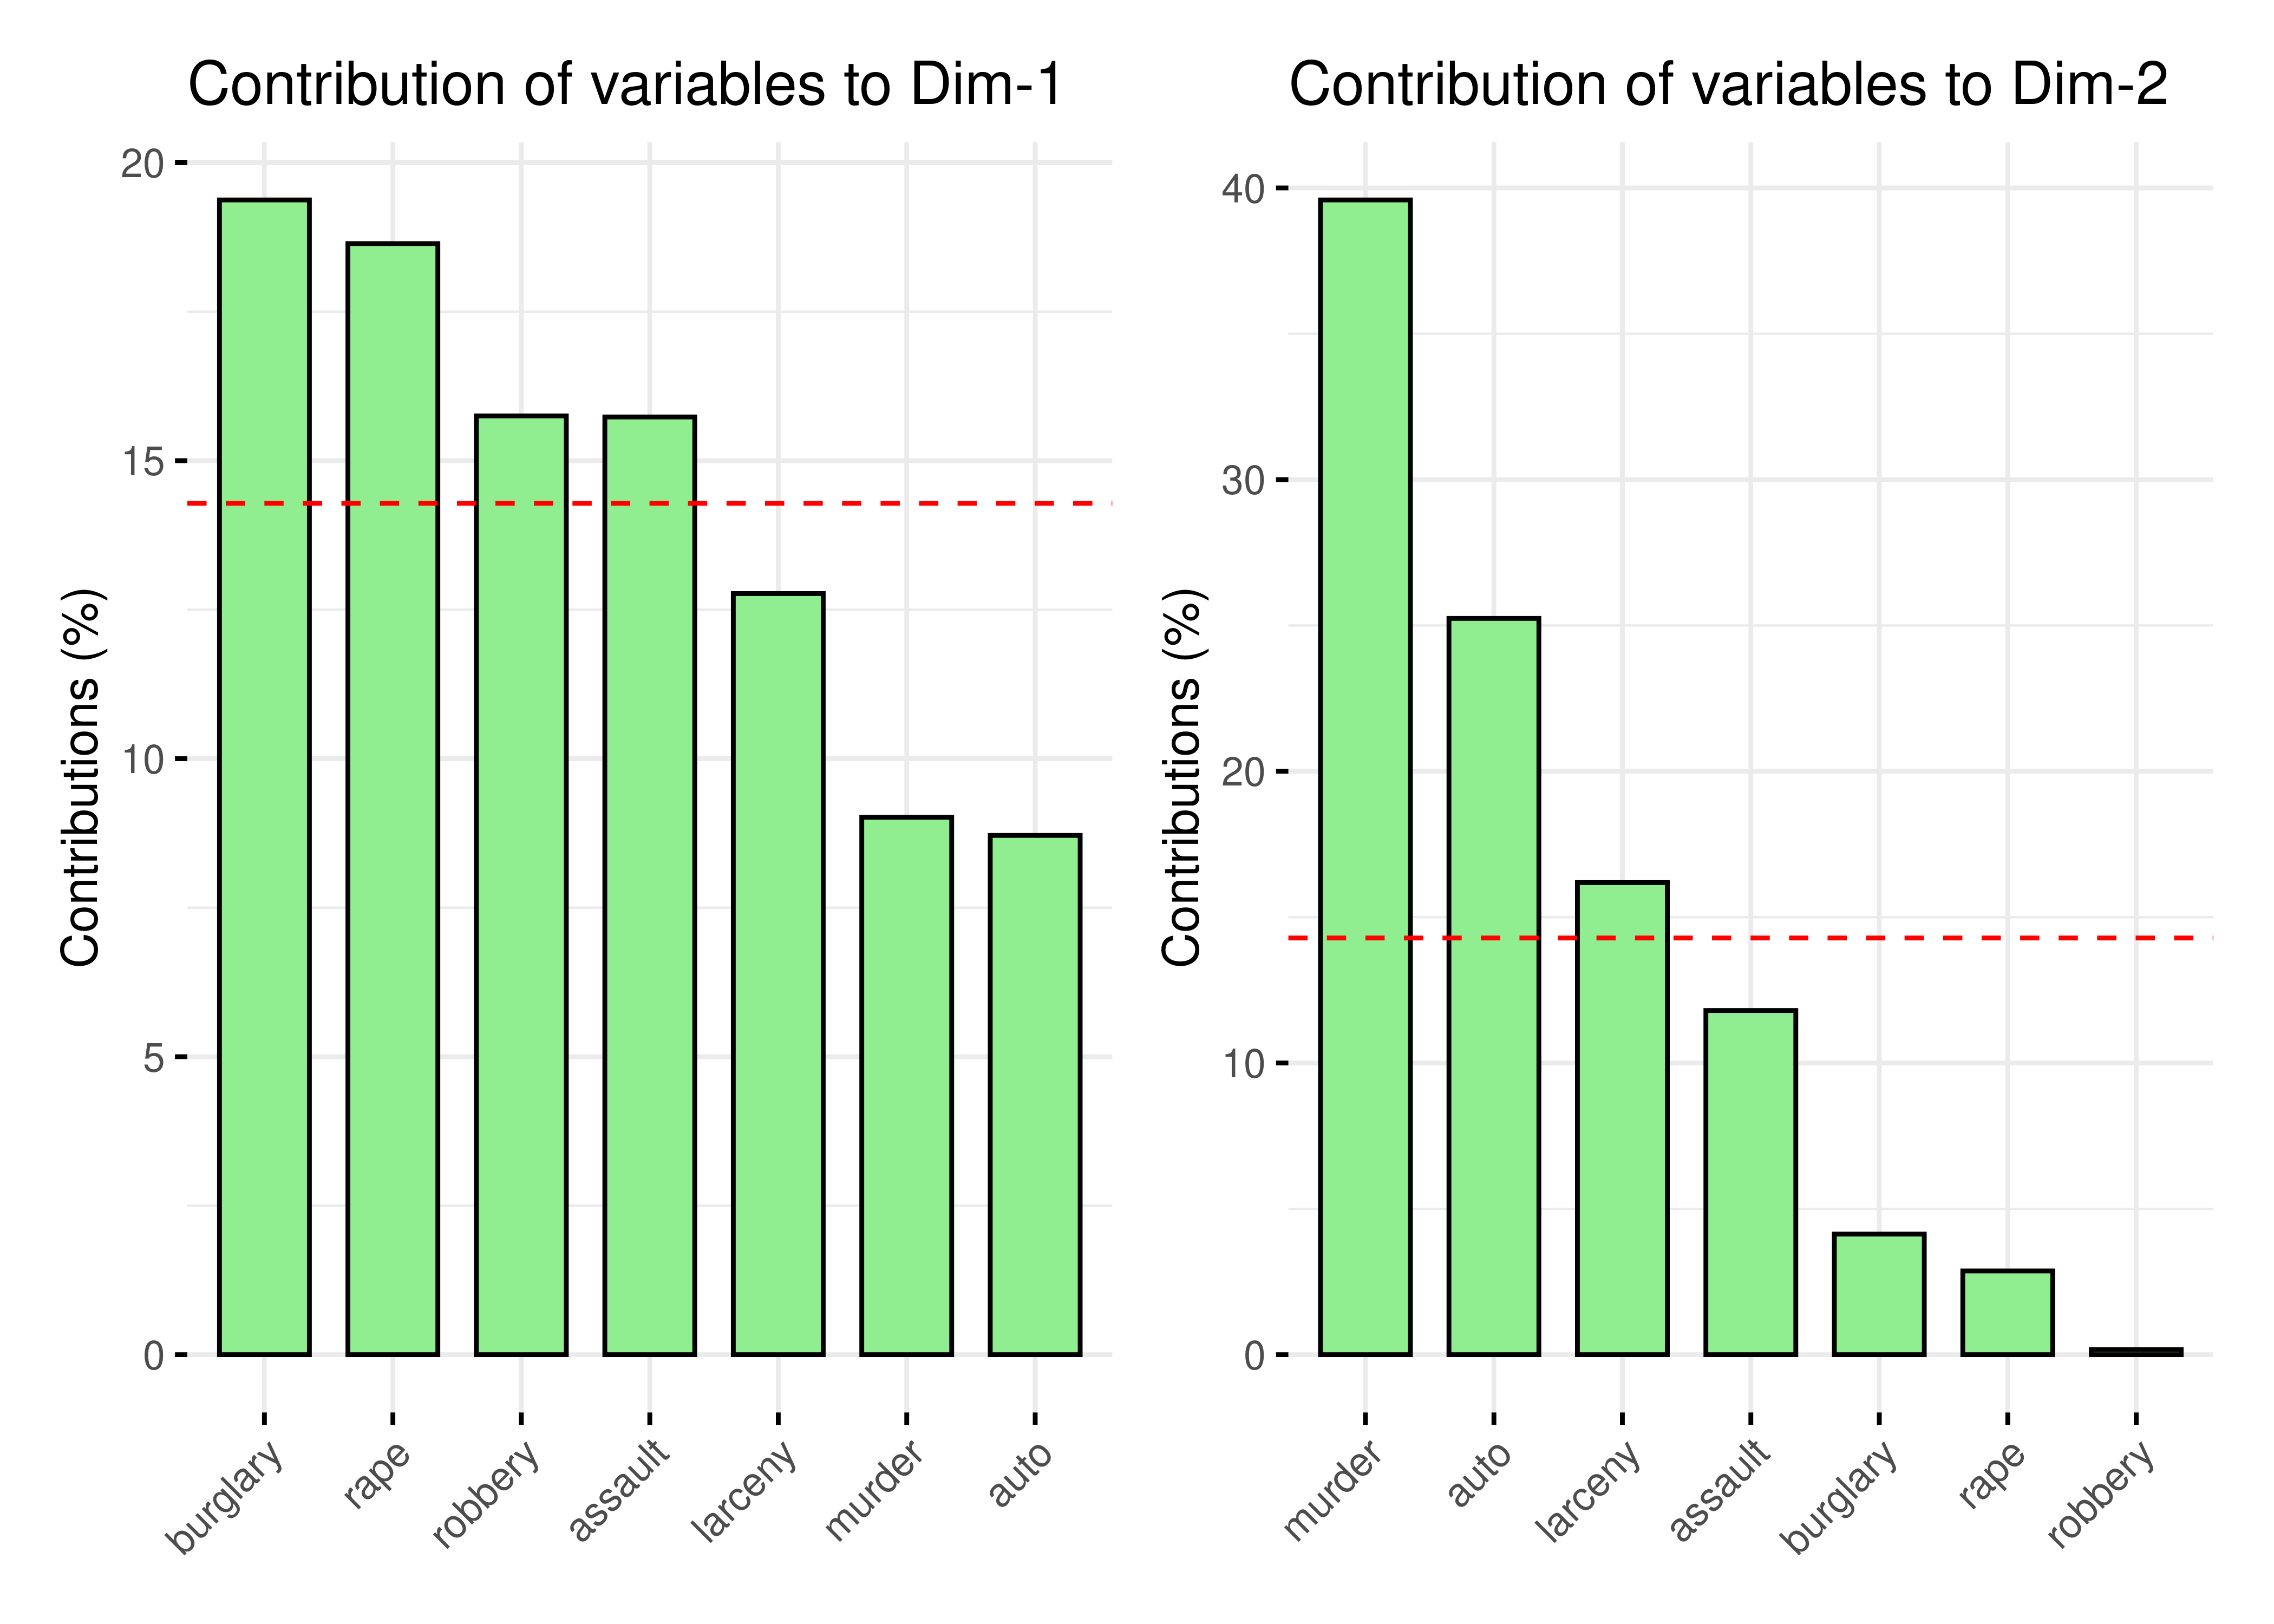 Contribution of variables to Dim-1
Contributions (%)
20
15
10
5
0
burglary
rape
robbery
assault
larceny
murder
auto
Contribution of variables to Dim-2
Contributions (%)
40
30
20
10
0
murder
auto
larceny
assault
burglary
rape
robbery